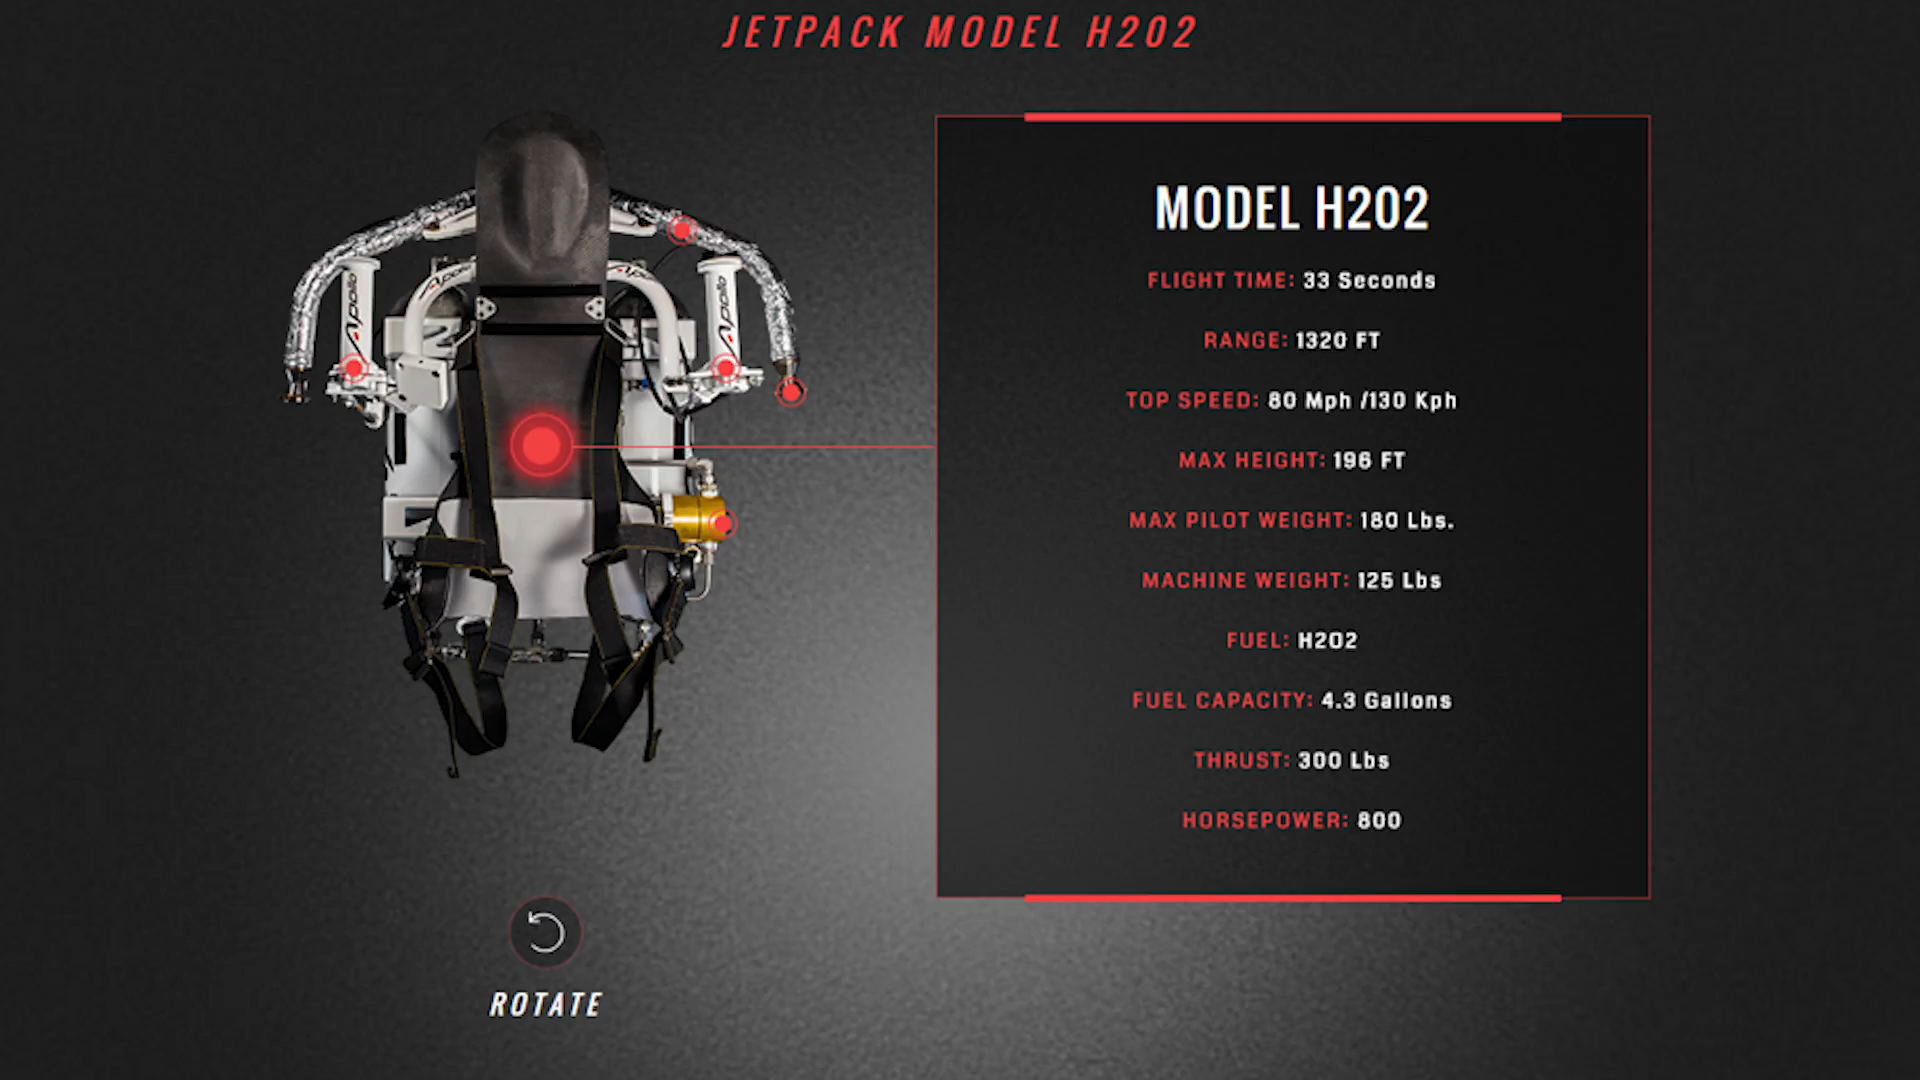 JETPACK MODEL H202
MODEL H202
FLIGHT TIME: 33 Seconds
RANGE: 1320 FT
TOP SPEED: 80 Mph /130 Kph
MAX HEIGHT: 196 FT
MAX PILOT WEIGHT: 180 Lbs.
MACHINE WEIGHT: 125 Lbs
FUEL: H202
FUEL CAPACITY: 4.3 Gallons
THRUST: 300 Lbs
HORSEPOWER: 800
Apollo
Apollo
ROTATE